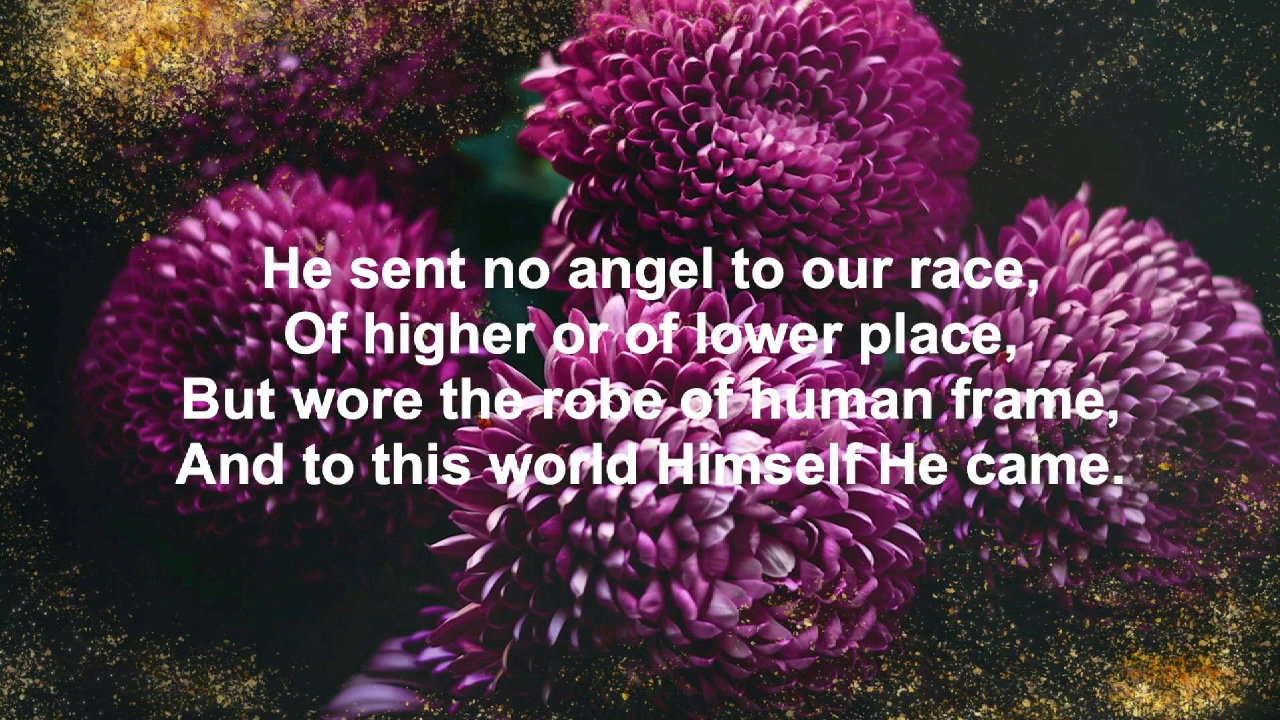 He sent no angel to our race,
Of higher or of lower place,
But wore the robe of human frame,
And to this world Himself He came.